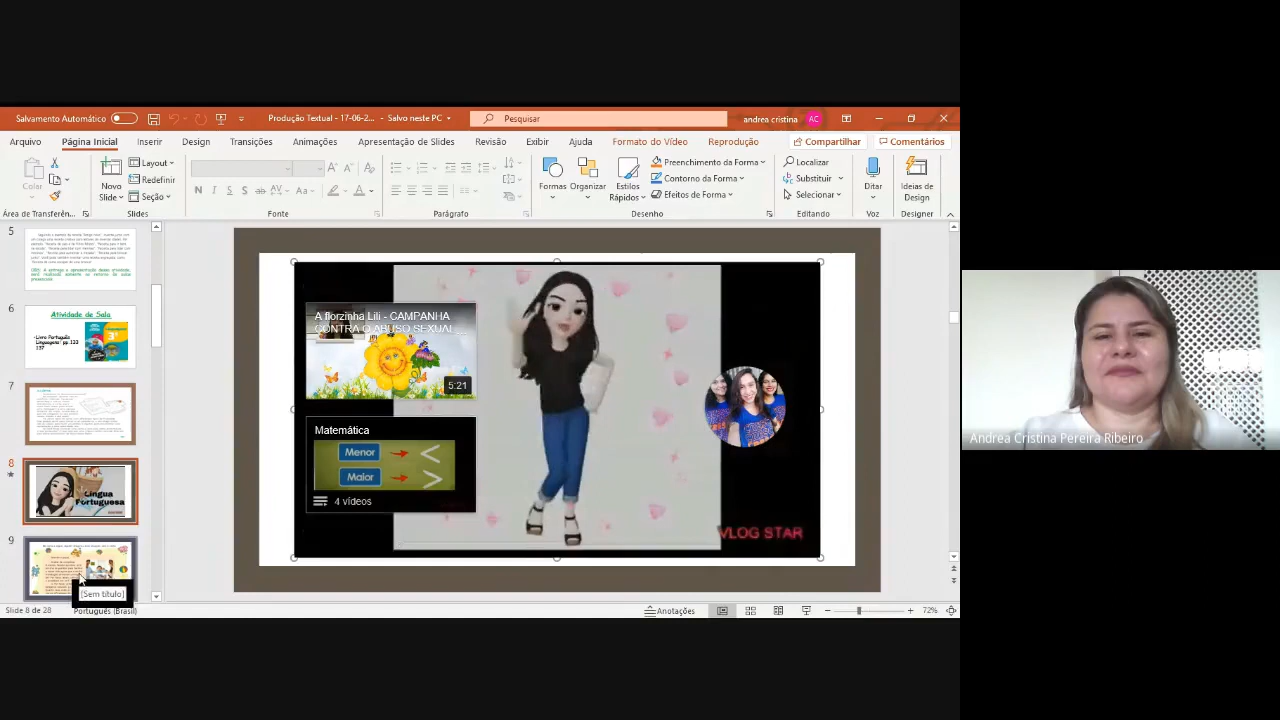 Salvamento Automático
Produção Textual - 17-06-2... - Salvo neste PC
Pesquisar
andrea cristina
AC
Arquivo
Página Inicial
Inserir
Design
Transições
Animações
Apresentação de Slides
Revisão
Exibir
Ajuda
Formato do Vídeo
Reprodução
Compartilhar
Comentários
Colar
Novo
Slide
Layout
Redefinir
Seção
N I S
Aa
Formas
Organizar
Estilos
Rápidos
Preenchimento da Forma
Contorno da Forma
Efeitos de Forma
Localizar
Substituir
Selecionar
Ditar
Ideias de
Design
Área de Transferên...
Slides
Fonte
Parágrafo
Desenho
Editando
Voz
Designer
5
6
Atividade de Sala
7
8
Língua
Portuguesa
9
[Sem título]
A florzinha Lili - CAMPANHA
CONTRA O ABUSO SEXUAL ...
5:21
Matemática
Menor <
Maior >
4 vídeos
VLOG STAR
Andrea Cristina Pereira Ribeiro
Slide 8 de 28
Português (Brasil)
Anotações
72%